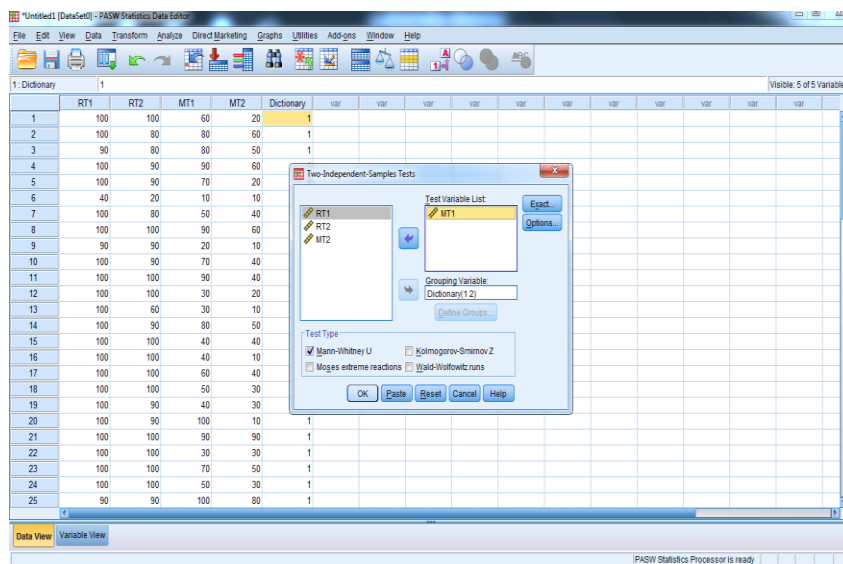 *Untitled1 [DataSet0] - PASW Statistics Data Editor
File Edit View Data Transform Analyze Direct Marketing Graphs Utilities Add-ons Window Help
1 : Dictionary 1 Visible: 5 of 5 Variable
RT1 RT2 MT1 MT2 Dictionary var var var var var var var var var
1 100 100 60 20 1
2 100 80 80 60 1
3 90 80 80 50 1
4 100 90 90 60
5 100 90 70 20
6 40 20 10 10
7 100 80 50 40
8 100 100 90 60
9 90 90 20 10
10 100 90 70 40
11 100 100 90 40
12 100 100 30 20
13 100 60 30 10
14 100 90 80 50
15 100 100 40 40
16 100 100 40 10
17 100 100 60 40
18 100 100 50 30
19 100 90 40 30
20 100 90 100 10 1
21 100 100 90 90 1
22 100 100 30 30 1
23 100 100 70 50 1
24 100 100 50 30 1
25 90 90 100 80 1
Two-Independent-Samples Tests
Test Variable List:
RT1
RT2
MT2
MT1
Exact...
Options...
Grouping Variable:
Dictionary(1 2)
Define Groups...
Test Type
Mann-Whitney U Kolmogorov-Smirnov Z
Moses extreme reactions Wald-Wolfowitz runs
OK Paste Reset Cancel Help
Data View Variable View
PASW Statistics Processor is ready